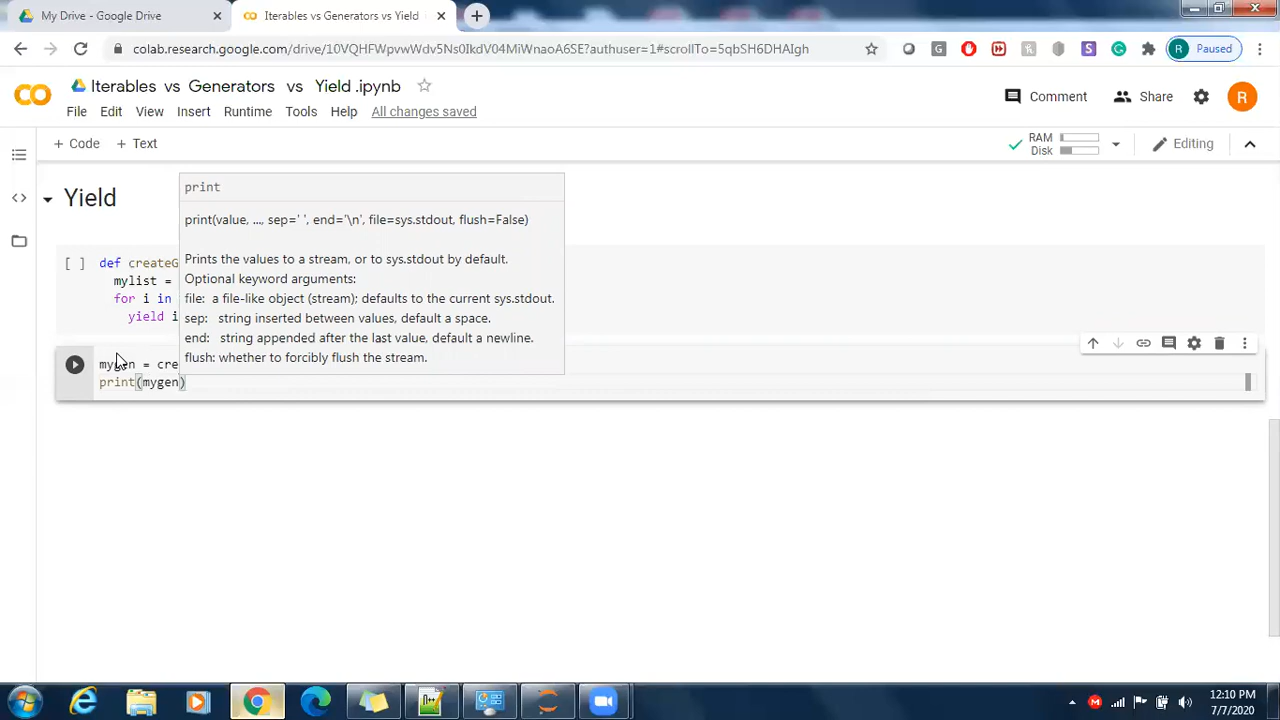 My Drive - Google Drive
Iterables vs Generators vs Yield
colab.research.google.com/drive/10VQHFWpvwWdv5Ns0IkdV04MiWnaoA6SE?authuser=1#scrollTo=5qbSH6DHAIgh
R Paused
Iterables vs Generators vs Yield .ipynb
Comment
Share
R
File Edit View Insert Runtime Tools Help All changes saved
+ Code + Text
RAM
Disk
Editing
Yield
print
print(value, ..., sep=' ', end='\n', file=sys.stdout, flush=False)
Prints the values to a stream, or to sys.stdout by default.
Optional keyword arguments:
file: a file-like object (stream); defaults to the current sys.stdout.
sep: string inserted between values, default a space.
end: string appended after the last value, default a newline.
flush: whether to forcibly flush the stream.
[ ] def createG
mylist =
for i in
yield i
mygen = cre
print(mygen)
12:10 PM
7/7/2020